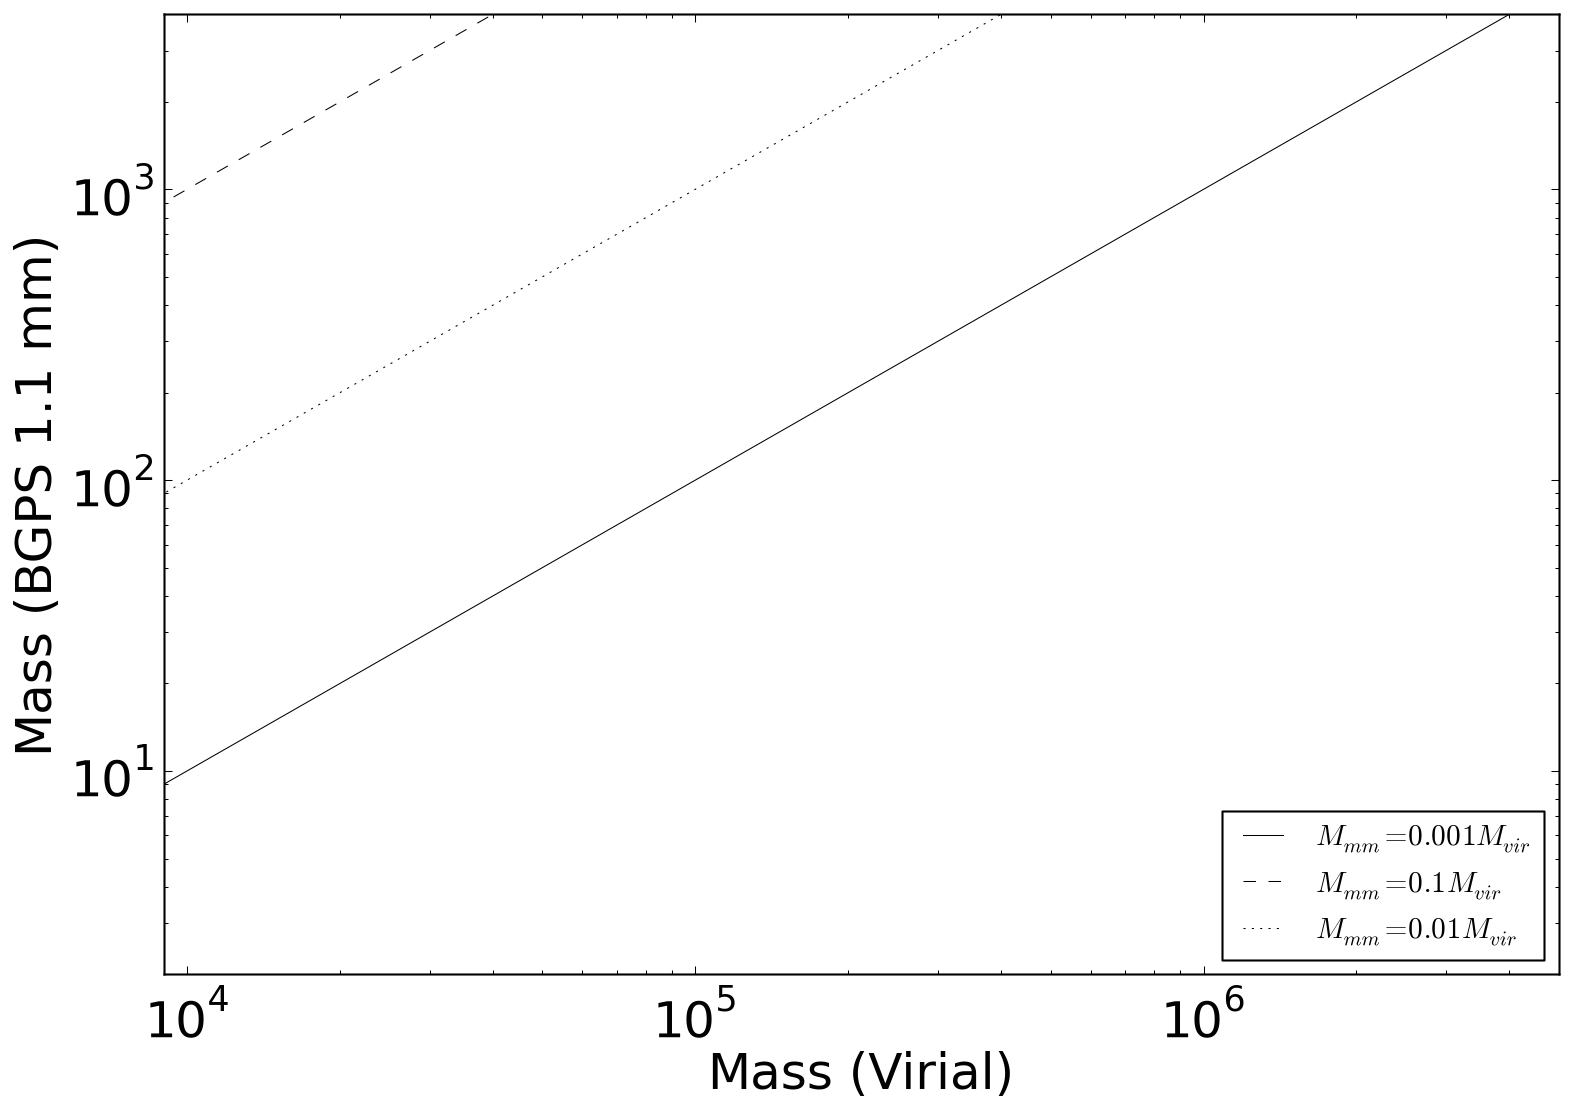 Mass (BGPS 1.1 mm)
10^3
10^2
10^1
M_mm = 0.001M_vir
M_mm = 0.1M_vir
M_mm = 0.01M_vir
10^4 10^5 10^6
Mass (Virial)